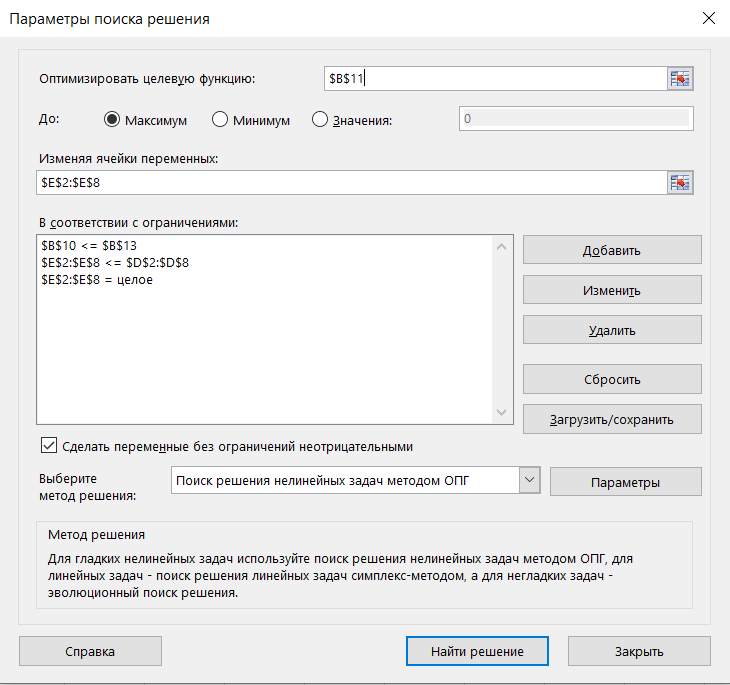 Параметры поиска решения
Оптимизировать целевую функцию: $B$11
До: Максимум Минимум Значения: 0
Изменяя ячейки переменных:
$E$2:$E$8
В соответствии с ограничениями:
$B$10 <= $B$13
$E$2:$E$8 <= $D$2:$D$8
$E$2:$E$8 = целое
Добавить
Изменить
Удалить
Сбросить
Загрузить/сохранить
Сделать переменные без ограничений неотрицательными
Выберите
метод решения:
Поиск решения нелинейных задач методом ОПГ
Параметры
Метод решения
Для гладких нелинейных задач используйте поиск решения нелинейных задач методом ОПГ, для
линейных задач - поиск решения линейных задач симплекс-методом, а для негладких задач -
эволюционный поиск решения.
Справка Найти решение Закрыть